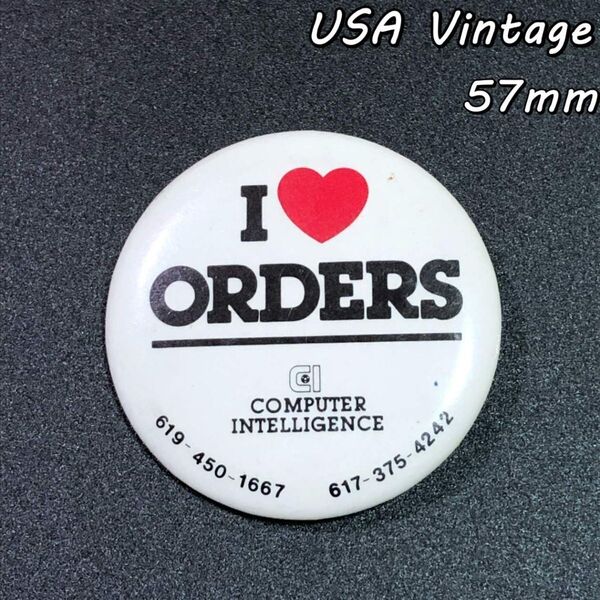 USA Vintage
57mm
I ❤
ORDERS
CI
COMPUTER
INTELLIGENCE
619-450-1667 617-375-4242